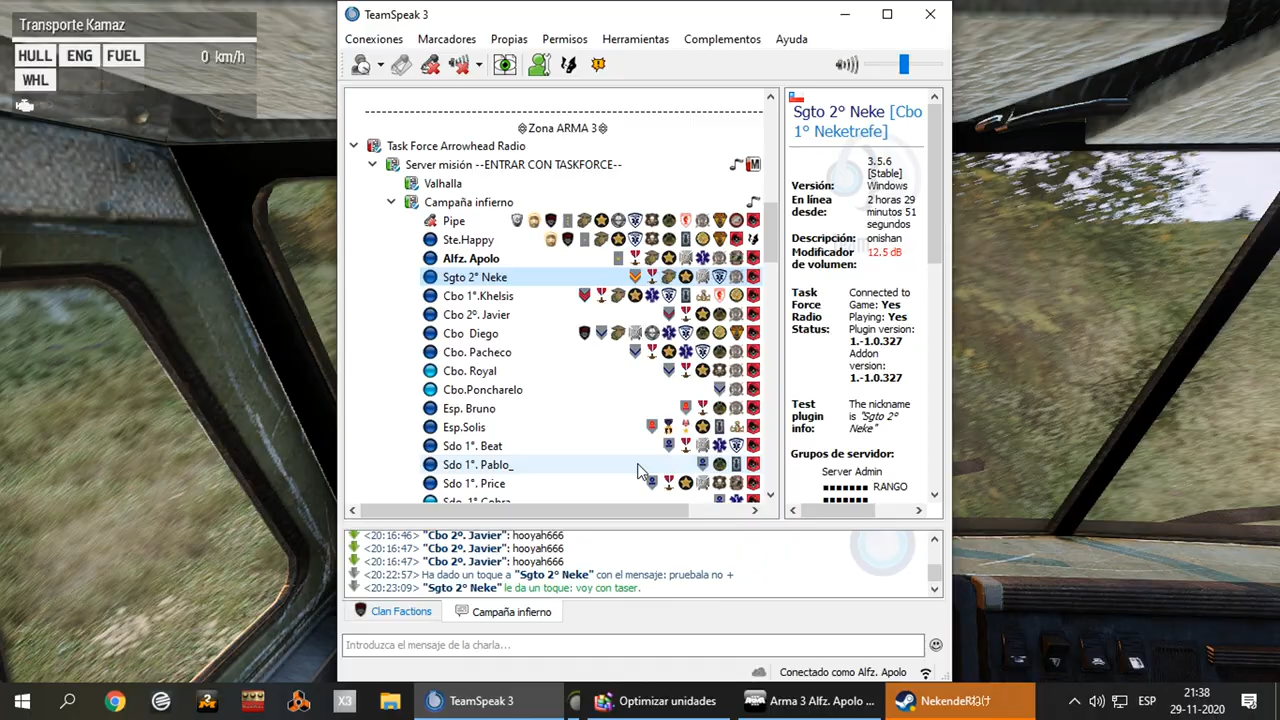 Transporte Kamaz
HULL ENG FUEL 0 km/h
WHL
TeamSpeak 3
Conexiones Marcadores Propias Permisos Herramientas Complementos Ayuda
Zona ARMA 3
Task Force Arrowhead Radio
Server misión --ENTRAR CON TASKFORCE--
M
Valhalla
Campaña infierno
Pipe
Ste.Happy
Alfz. Apolo
Sgto 2° Neke
Cbo 1°.Khelsis
Cbo 2º. Javier
Cbo Diego
Cbo. Pacheco
Cbo. Royal
Cbo.Poncharelo
Esp. Bruno
Esp.Solis
Sdo 1°. Beat
Sdo 1°. Pablo_
Sdo 1°. Price
Sdo. 1° Cobra
Sgto 2° Neke [Cbo
1° Neketrefe]
3.5.6
[Stable]
Versión: Windows
En línea desde: 2 horas 29
minutos 51
segundos
Descripción: onishan
Modificador de volumen: 12.5 dB
Task Force Radio Status: Connected to
Game: Yes
Playing: Yes
Plugin version:
1.-1.0.327
Addon
version:
1.-1.0.327
Test plugin info: The nickname
is "Sgto 2°
Neke"
Grupos de servidor:
Server Admin
RANGO
<20:16:46> "Cbo 2º. Javier": hooyah666
<20:16:47> "Cbo 2º. Javier": hooyah666
<20:16:47> "Cbo 2º. Javier": hooyah666
<20:22:57> Ha dado un toque a "Sgto 2° Neke" con el mensaje: pruebala no +
<20:23:09> "Sgto 2° Neke" le da un toque: voy con taser.
Clan Factions Campaña infierno
Introduzca el mensaje de la charla...
Conectado como Alfz. Apolo
X3 TeamSpeak 3 Optimizar unidades Arma 3 Alfz. Apolo ... ESP 21:38
29-11-2020